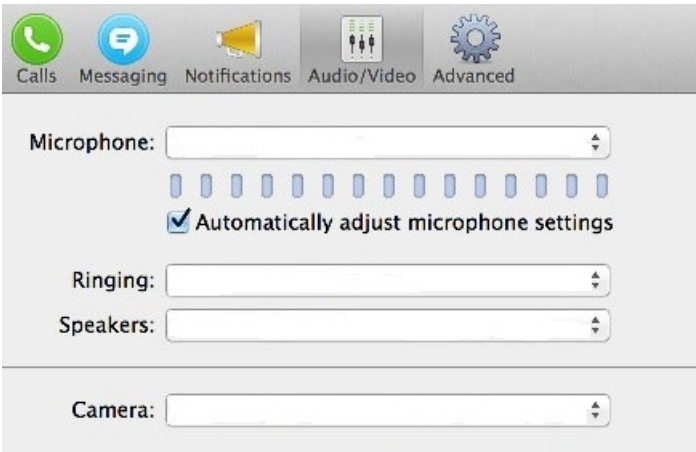 Calls Messaging Notifications Audio/Video Advanced
Microphone:
Automatically adjust microphone settings
Ringing:
Speakers:
Camera: